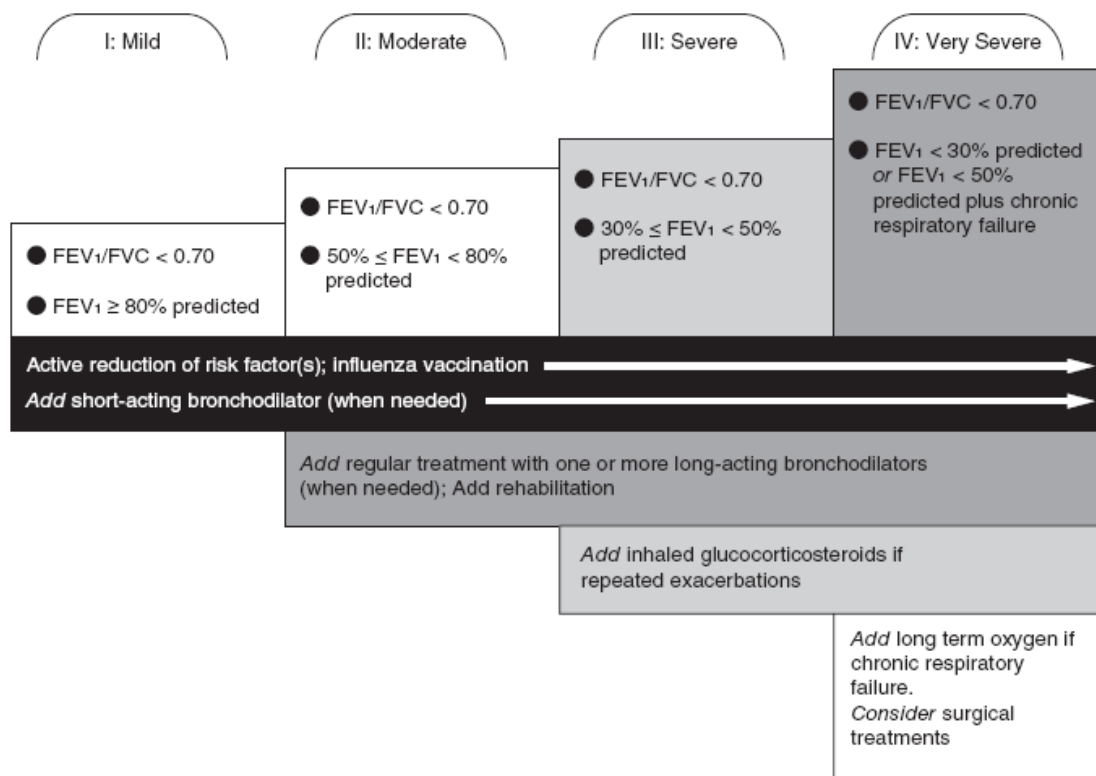 I: Mild
II: Moderate
III: Severe
IV: Very Severe
● FEV₁/FVC < 0.70
● FEV₁ ≥ 80% predicted
● FEV₁/FVC < 0.70
● 50% ≤ FEV₁ < 80%
predicted
● FEV₁/FVC < 0.70
● 30% ≤ FEV₁ < 50%
predicted
● FEV₁/FVC < 0.70
● FEV₁ < 30% predicted
or FEV₁ < 50%
predicted plus chronic
respiratory failure
Active reduction of risk factor(s); influenza vaccination
Add short-acting bronchodilator (when needed)
Add regular treatment with one or more long-acting bronchodilators
(when needed); Add rehabilitation
Add inhaled glucocorticosteroids if
repeated exacerbations
Add long term oxygen if
chronic respiratory
failure.
Consider surgical
treatments